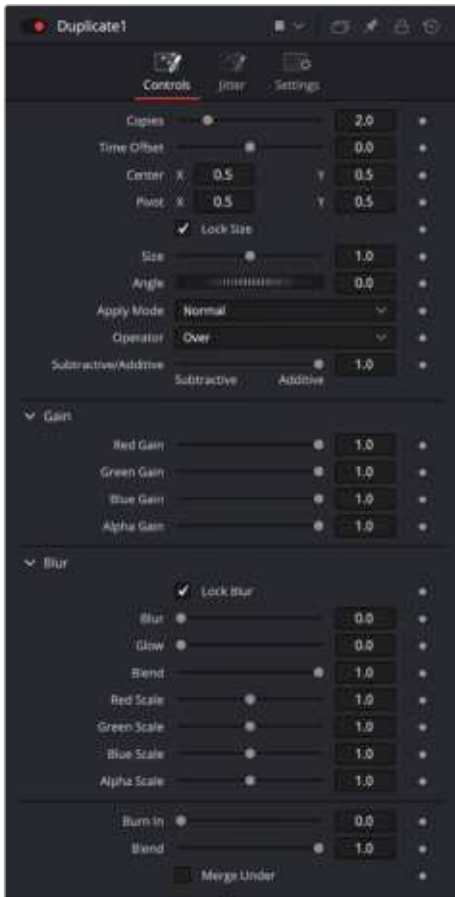 Duplicate1
Controls Jitter Settings
Copies 2.0
Time Offset 0.0
Center X 0.5 Y 0.5
Pivot X 0.5 Y 0.5
Lock Size
Size 1.0
Angle 0.0
Apply Mode Normal
Operator Over
Subtractive/Additive 1.0
Subtractive Additive
Gain
Red Gain 1.0
Green Gain 1.0
Blue Gain 1.0
Alpha Gain 1.0
Blur
Lock Blur
Blur 0.0
Glow 0.0
Blend 1.0
Red Scale 1.0
Green Scale 1.0
Blue Scale 1.0
Alpha Scale 1.0
Burn In 0.0
Blend 1.0
Merge Under